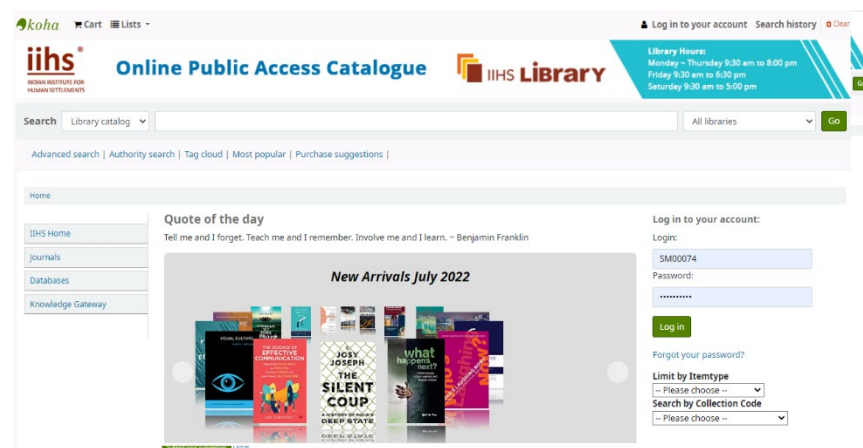 koha Cart Lists Log in to your account Search history Clear
iihs®
INDIAN INSTITUTE FOR
HUMAN SETTLEMENTS
Online Public Access Catalogue
IIHS LiBRarY
Library Hours:
Monday - Thursday 9:30 am to 8:00 pm
Friday 9:30 am to 6:30 pm
Saturday 9:30 am to 5:00 pm
Search Library catalog All libraries Go
Advanced search | Authority search | Tag cloud | Most popular | Purchase suggestions |
Home
IIHS Home
Journals
Databases
Knowledge Gateway
Quote of the day
Tell me and I forget. Teach me and I remember. Involve me and I learn. ~ Benjamin Franklin
New Arrivals July 2022
VISUAL CULTURE
THE SCIENCE OF
EFFECTIVE
COMMUNICATION
JOSY
JOSEPH
THE
SILENT
COUP
A HISTORY OF INDIA'S
DEEP STATE
what
happens
next?
Log in to your account:
Login:
SM00074
Password:
••••••••••
Log in
Forgot your password?
Limit by Itemtype
-- Please choose --
Search by Collection Code
-- Please choose --